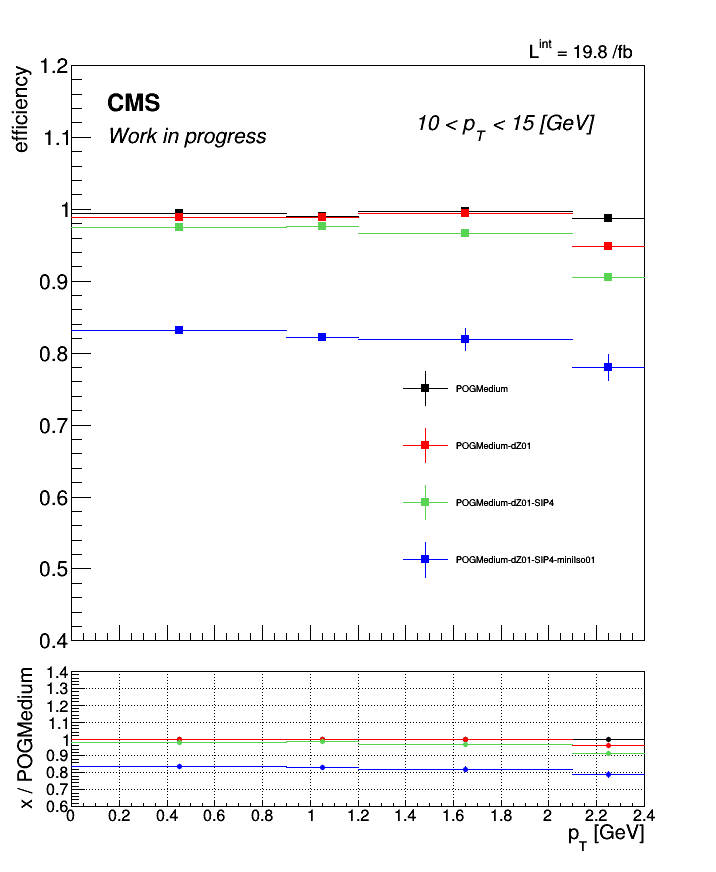 L^int = 19.8 /fb
efficiency
1.2
1.1
1
0.9
0.8
0.7
0.6
0.5
0.4
CMS
Work in progress
10 < p_T < 15 [GeV]
POGMedium
POGMedium-dZ01
POGMedium-dZ01-SIP4
POGMedium-dZ01-SIP4-miniIso01
x / POGMedium
1.4
1.3
1.2
1.1
1
0.9
0.8
0.7
0.6
0 0.2 0.4 0.6 0.8 1 1.2 1.4 1.6 1.8 2 2.2 2.4
p_T [GeV]